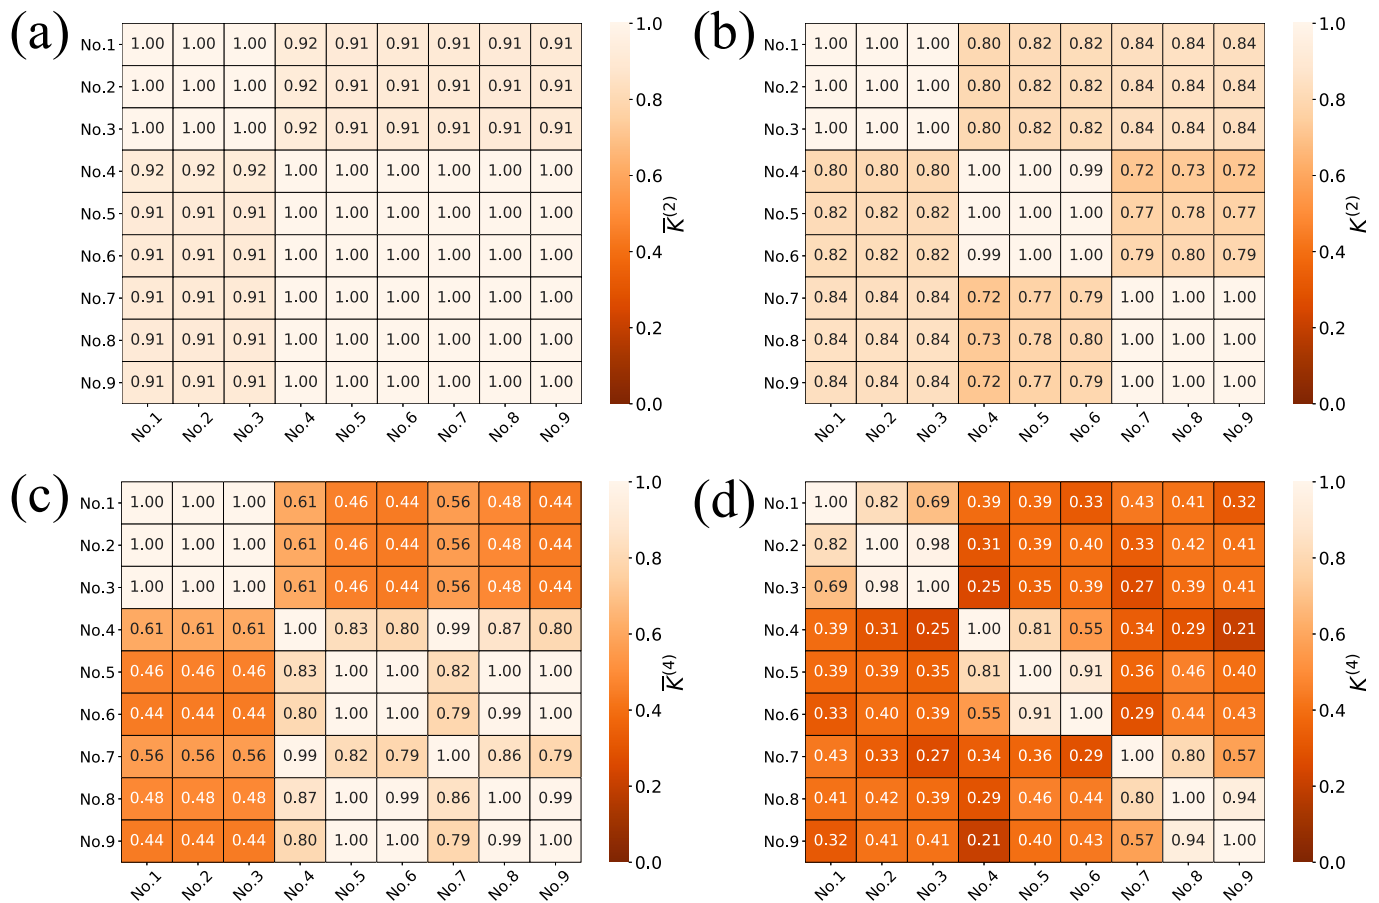 (a)
No.1 1.00 1.00 1.00 0.92 0.91 0.91 0.91 0.91 0.91
No.2 1.00 1.00 1.00 0.92 0.91 0.91 0.91 0.91 0.91
No.3 1.00 1.00 1.00 0.92 0.91 0.91 0.91 0.91 0.91
No.4 0.92 0.92 0.92 1.00 1.00 1.00 1.00 1.00 1.00
No.5 0.91 0.91 0.91 1.00 1.00 1.00 1.00 1.00 1.00
No.6 0.91 0.91 0.91 1.00 1.00 1.00 1.00 1.00 1.00
No.7 0.91 0.91 0.91 1.00 1.00 1.00 1.00 1.00 1.00
No.8 0.91 0.91 0.91 1.00 1.00 1.00 1.00 1.00 1.00
No.9 0.91 0.91 0.91 1.00 1.00 1.00 1.00 1.00 1.00
No.1 No.2 No.3 No.4 No.5 No.6 No.7 No.8 No.9
1.0
0.8
0.6
0.4
0.2
0.0
K̅⁽²⁾
(b)
No.1 1.00 1.00 1.00 0.80 0.82 0.82 0.84 0.84 0.84
No.2 1.00 1.00 1.00 0.80 0.82 0.82 0.84 0.84 0.84
No.3 1.00 1.00 1.00 0.80 0.82 0.82 0.84 0.84 0.84
No.4 0.80 0.80 0.80 1.00 1.00 0.99 0.72 0.73 0.72
No.5 0.82 0.82 0.82 1.00 1.00 1.00 0.77 0.78 0.77
No.6 0.82 0.82 0.82 0.99 1.00 1.00 0.79 0.80 0.79
No.7 0.84 0.84 0.84 0.72 0.77 0.79 1.00 1.00 1.00
No.8 0.84 0.84 0.84 0.73 0.78 0.80 1.00 1.00 1.00
No.9 0.84 0.84 0.84 0.72 0.77 0.79 1.00 1.00 1.00
No.1 No.2 No.3 No.4 No.5 No.6 No.7 No.8 No.9
1.0
0.8
0.6
0.4
0.2
0.0
K⁽²⁾
(c)
No.1 1.00 1.00 1.00 0.61 0.46 0.44 0.56 0.48 0.44
No.2 1.00 1.00 1.00 0.61 0.46 0.44 0.56 0.48 0.44
No.3 1.00 1.00 1.00 0.61 0.46 0.44 0.56 0.48 0.44
No.4 0.61 0.61 0.61 1.00 0.83 0.80 0.99 0.87 0.80
No.5 0.46 0.46 0.46 0.83 1.00 1.00 0.82 1.00 1.00
No.6 0.44 0.44 0.44 0.80 1.00 1.00 0.79 0.99 1.00
No.7 0.56 0.56 0.56 0.99 0.82 0.79 1.00 0.86 0.79
No.8 0.48 0.48 0.48 0.87 1.00 0.99 0.86 1.00 0.99
No.9 0.44 0.44 0.44 0.80 1.00 1.00 0.79 0.99 1.00
No.1 No.2 No.3 No.4 No.5 No.6 No.7 No.8 No.9
1.0
0.8
0.6
0.4
0.2
0.0
K̅⁽⁴⁾
(d)
No.1 1.00 0.82 0.69 0.39 0.39 0.33 0.43 0.41 0.32
No.2 0.82 1.00 0.98 0.31 0.39 0.40 0.33 0.42 0.41
No.3 0.69 0.98 1.00 0.25 0.35 0.39 0.27 0.39 0.41
No.4 0.39 0.31 0.25 1.00 0.81 0.55 0.34 0.29 0.21
No.5 0.39 0.39 0.35 0.81 1.00 0.91 0.36 0.46 0.40
No.6 0.33 0.40 0.39 0.55 0.91 1.00 0.29 0.44 0.43
No.7 0.43 0.33 0.27 0.34 0.36 0.29 1.00 0.80 0.57
No.8 0.41 0.42 0.39 0.29 0.46 0.44 0.80 1.00 0.94
No.9 0.32 0.41 0.41 0.21 0.40 0.43 0.57 0.94 1.00
No.1 No.2 No.3 No.4 No.5 No.6 No.7 No.8 No.9
1.0
0.8
0.6
0.4
0.2
0.0
K⁽⁴⁾